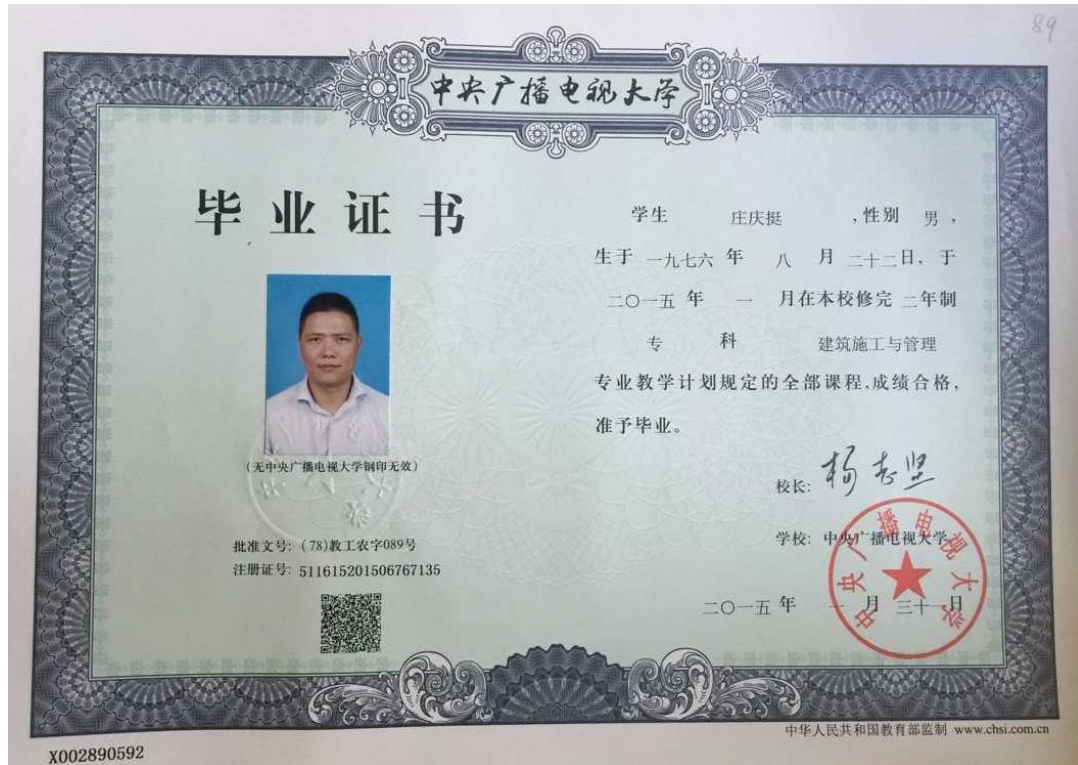 89
中央广播电视大学
毕业证书
学生 庄庆挺 ,性别 男,
生于 一九七六 年 八 月 二十二日, 于
二〇一五 年 一 月在本校修完 二年制
专 科 建筑施工与管理
专业教学计划规定的全部课程,成绩合格,
准予毕业。
(无中央广播电视大学钢印无效)
校长: 杨志坚
学校: 中央广播电视大学
中央广播电视大学
批准文号: (78)教工农字089号
注册证号: 511615201506767135
二〇一五 年 一 月 三十一日
中华人民共和国教育部监制 www.chsi.com.cn
X002890592